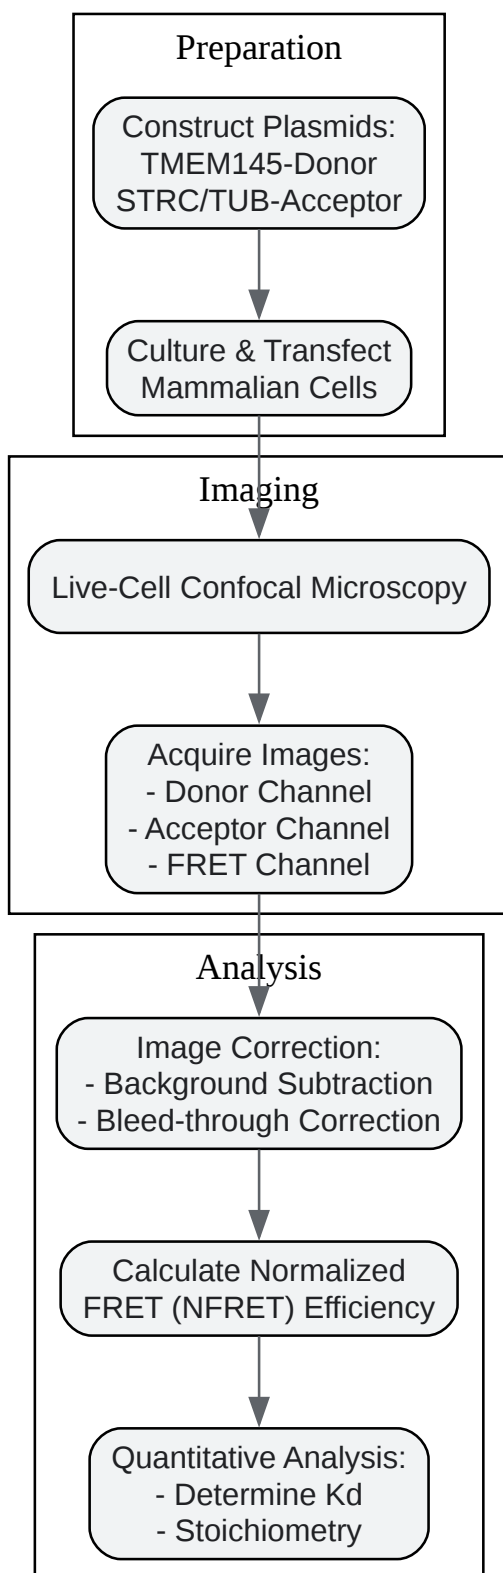 Preparation
Construct Plasmids:
TMEM145-Donor
STRC/TUB-Acceptor
Culture & Transfect
Mammalian Cells
Imaging
Live-Cell Confocal Microscopy
Acquire Images:
- Donor Channel
- Acceptor Channel
- FRET Channel
Analysis
Image Correction:
- Background Subtraction
- Bleed-through Correction
Calculate Normalized
FRET (NFRET) Efficiency
Quantitative Analysis:
- Determine Kd
- Stoichiometry